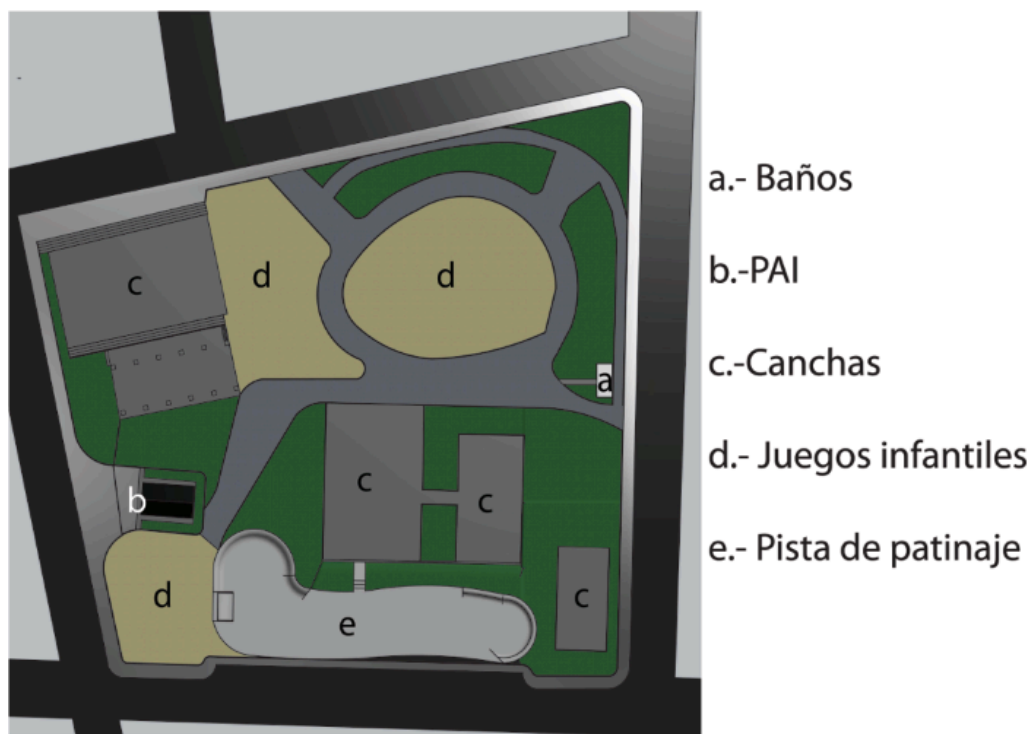 a.- Baños
b.-PAI
c.-Canchas
d.- Juegos infantiles
e.- Pista de patinaje
c
d
d
a
c
c
b
d
e
c